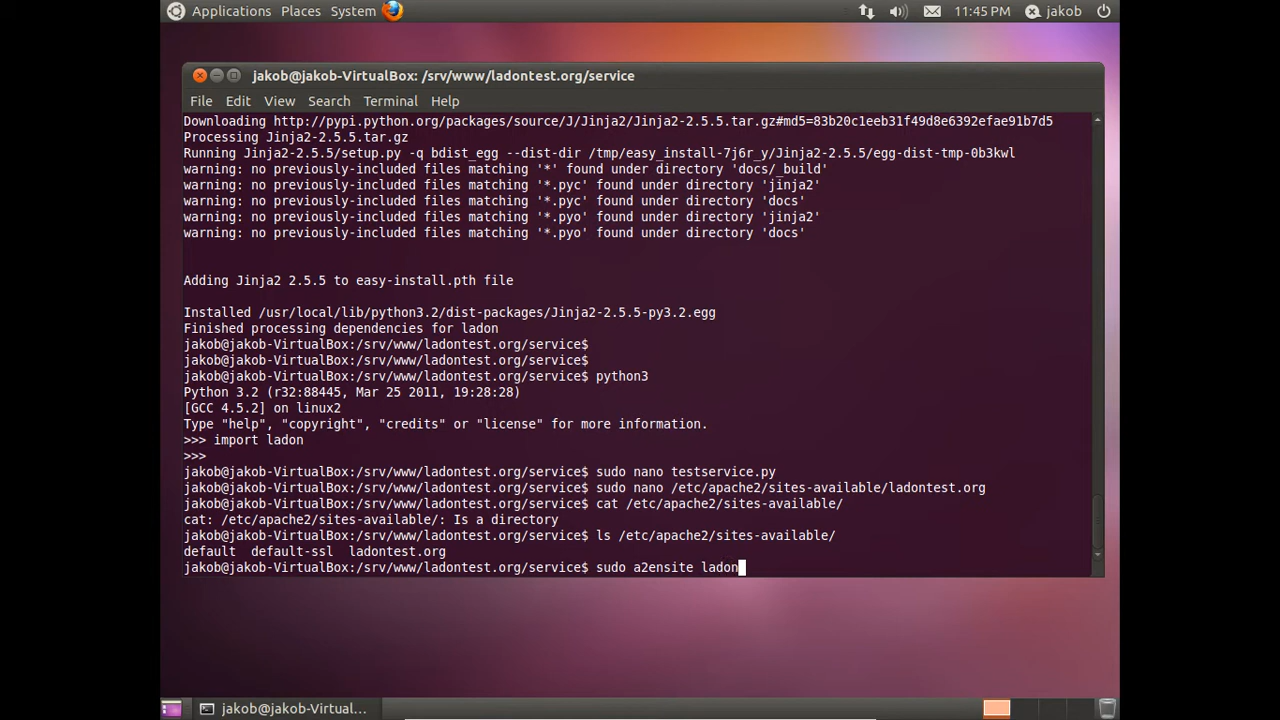 Applications Places System 11:45 PM jakob
jakob@jakob-VirtualBox: /srv/www/ladontest.org/service
File Edit View Search Terminal Help
Downloading http://pypi.python.org/packages/source/J/Jinja2/Jinja2-2.5.5.tar.gz#md5=83b20c1eeb31f49d8e6392efae91b7d5
Processing Jinja2-2.5.5.tar.gz
Running Jinja2-2.5.5/setup.py -q bdist_egg --dist-dir /tmp/easy_install-7j6r_y/Jinja2-2.5.5/egg-dist-tmp-0b3kwl
warning: no previously-included files matching '*' found under directory 'docs/_build'
warning: no previously-included files matching '*.pyc' found under directory 'jinja2'
warning: no previously-included files matching '*.pyc' found under directory 'docs'
warning: no previously-included files matching '*.pyo' found under directory 'jinja2'
warning: no previously-included files matching '*.pyo' found under directory 'docs'
Adding Jinja2 2.5.5 to easy-install.pth file
Installed /usr/local/lib/python3.2/dist-packages/Jinja2-2.5.5-py3.2.egg
Finished processing dependencies for ladon
jakob@jakob-VirtualBox:/srv/www/ladontest.org/service$
jakob@jakob-VirtualBox:/srv/www/ladontest.org/service$
jakob@jakob-VirtualBox:/srv/www/ladontest.org/service$ python3
Python 3.2 (r32:88445, Mar 25 2011, 19:28:28)
[GCC 4.5.2] on linux2
Type "help", "copyright", "credits" or "license" for more information.
>>> import ladon
>>>
jakob@jakob-VirtualBox:/srv/www/ladontest.org/service$ sudo nano testservice.py
jakob@jakob-VirtualBox:/srv/www/ladontest.org/service$ sudo nano /etc/apache2/sites-available/ladontest.org
jakob@jakob-VirtualBox:/srv/www/ladontest.org/service$ cat /etc/apache2/sites-available/
cat: /etc/apache2/sites-available/: Is a directory
jakob@jakob-VirtualBox:/srv/www/ladontest.org/service$ ls /etc/apache2/sites-available/
default default-ssl ladontest.org
jakob@jakob-VirtualBox:/srv/www/ladontest.org/service$ sudo a2ensite ladon
jakob@jakob-Virtual...